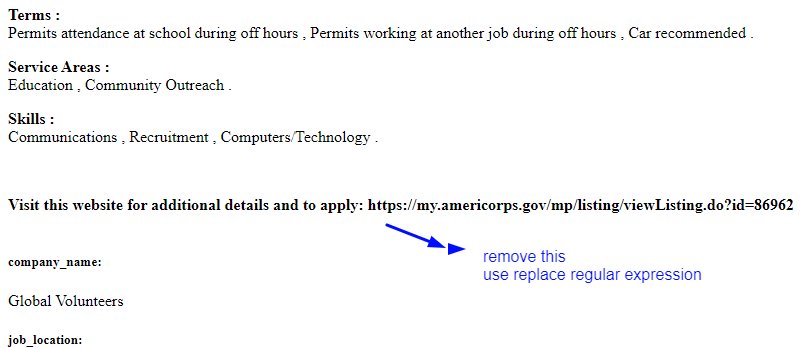 Terms :
Permits attendance at school during off hours , Permits working at another job during off hours , Car recommended .
Service Areas :
Education , Community Outreach .
Skills :
Communications , Recruitment , Computers/Technology .
Visit this website for additional details and to apply: https://my.americorps.gov/mp/listing/viewListing.do?id=86962
remove this
use replace regular expression
company_name:
Global Volunteers
job_location: